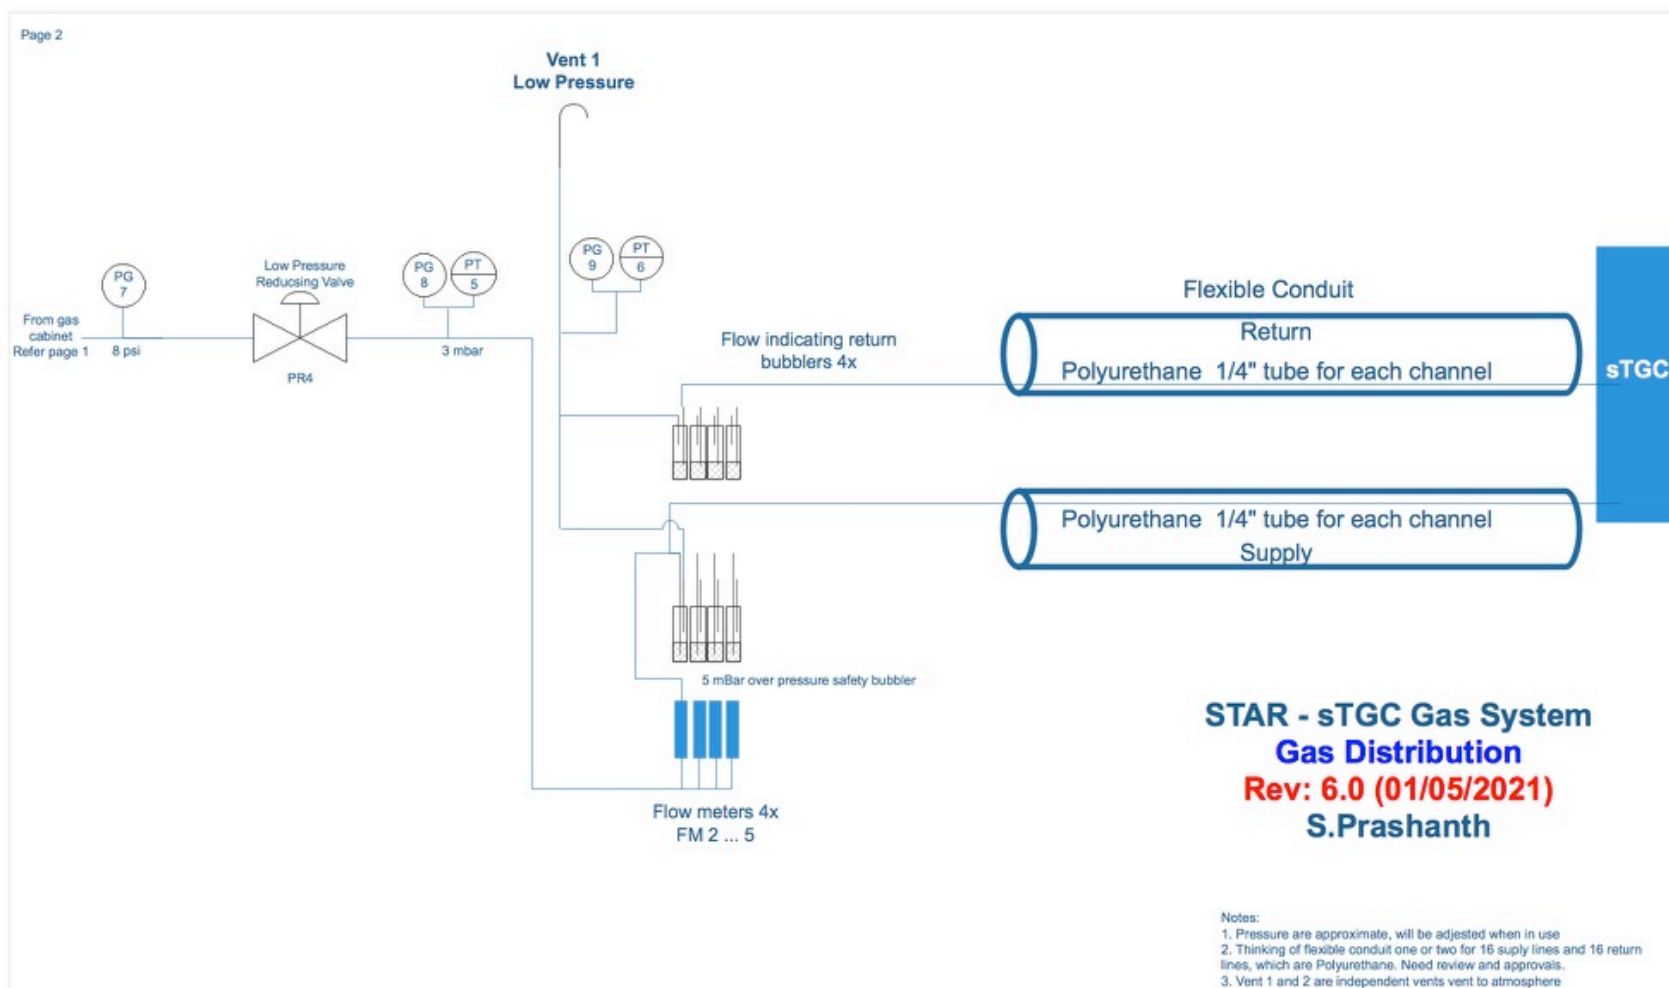 Page 2
Vent 1
Low Pressure
PG
7
Low Pressure
Reducsing Valve
PG
8
PT
5
PG
9
PT
6
From gas
cabinet
Refer page 1
8 psi
PR4
3 mbar
Flow indicating return
bubblers 4x
Flexible Conduit
Return
Polyurethane 1/4" tube for each channel
sTGC
Polyurethane 1/4" tube for each channel
Supply
5 mBar over pressure safety bubbler
Flow meters 4x
FM 2 ... 5
STAR - sTGC Gas System
Gas Distribution
Rev: 6.0 (01/05/2021)
S.Prashanth
Notes:
1. Pressure are approximate, will be adjusted when in use
2. Thinking of flexible conduit one or two for 16 suply lines and 16 return
lines, which are Polyurethane. Need review and approvals.
3. Vent 1 and 2 are independent vents vent to atmosphere